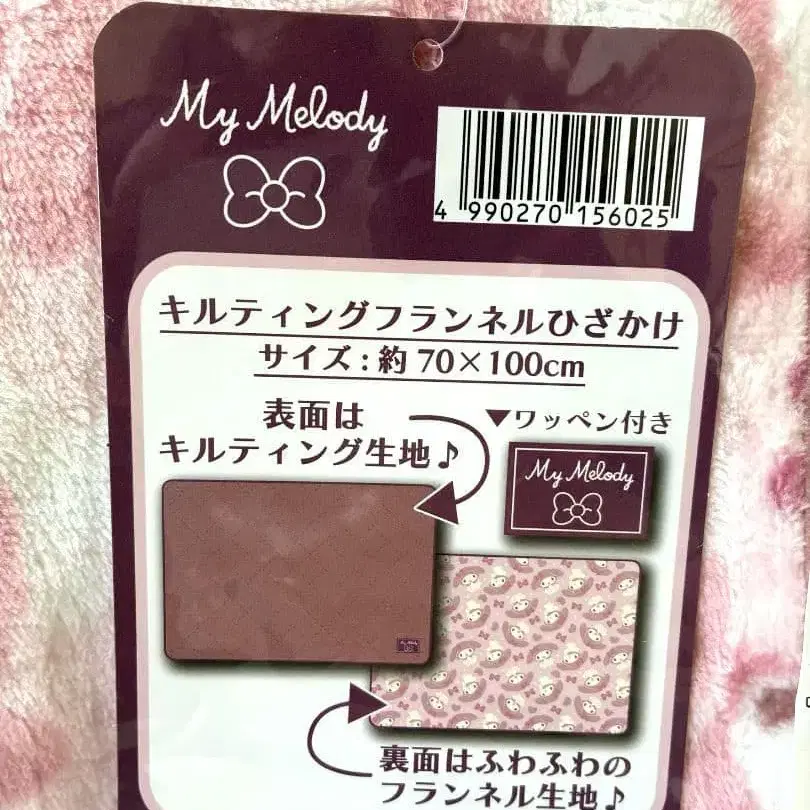 My Melody
4 990270 156025
キルティングフランネルひざかけ
サイズ：約 70×100cm
表面は
キルティング生地♪
▼ワッペン付き
My Melody
My Melody
裏面はふわふわの
フランネル生地♪